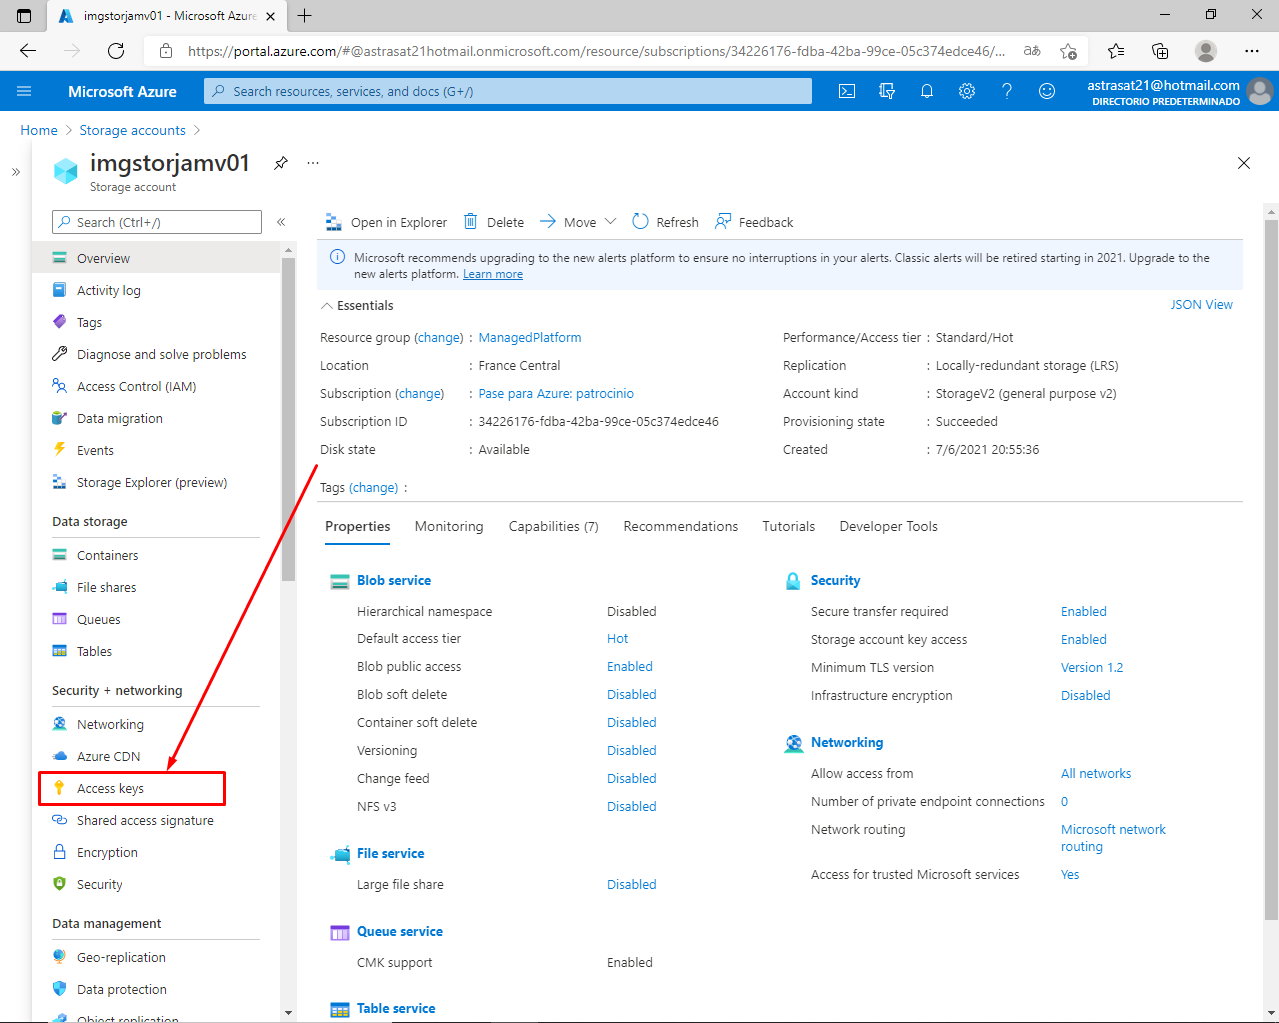 imgstorjamv01 - Microsoft Azure
https://portal.azure.com/#@astrasat21hotmail.onmicrosoft.com/resource/subscriptions/34226176-fdba-42ba-99ce-05c374edce46/...
Microsoft Azure
Search resources, services, and docs (G+/)
astrasat21@hotmail.com
DIRECTORIO PREDETERMINADO
Home > Storage accounts >
imgstorjamv01
Storage account
Search (Ctrl+/)
Overview
Activity log
Tags
Diagnose and solve problems
Access Control (IAM)
Data migration
Events
Storage Explorer (preview)
Data storage
Containers
File shares
Queues
Tables
Security + networking
Networking
Azure CDN
Access keys
Shared access signature
Encryption
Security
Data management
Geo-replication
Data protection
Object replication
Open in Explorer Delete Move Refresh Feedback
Microsoft recommends upgrading to the new alerts platform to ensure no interruptions in your alerts. Classic alerts will be retired starting in 2021. Upgrade to the
new alerts platform. Learn more
Essentials
JSON View
Resource group (change) : ManagedPlatform
Location : France Central
Subscription (change) : Pase para Azure: patrocinio
Subscription ID : 34226176-fdba-42ba-99ce-05c374edce46
Disk state : Available
Performance/Access tier : Standard/Hot
Replication : Locally-redundant storage (LRS)
Account kind : StorageV2 (general purpose v2)
Provisioning state : Succeeded
Created : 7/6/2021 20:55:36
Tags (change) :
Properties Monitoring Capabilities (7) Recommendations Tutorials Developer Tools
Blob service
Hierarchical namespace Disabled
Default access tier Hot
Blob public access Enabled
Blob soft delete Disabled
Container soft delete Disabled
Versioning Disabled
Change feed Disabled
NFS v3 Disabled
File service
Large file share Disabled
Queue service
CMK support Enabled
Table service
Security
Secure transfer required Enabled
Storage account key access Enabled
Minimum TLS version Version 1.2
Infrastructure encryption Disabled
Networking
Allow access from All networks
Number of private endpoint connections 0
Network routing Microsoft network
routing
Access for trusted Microsoft services Yes